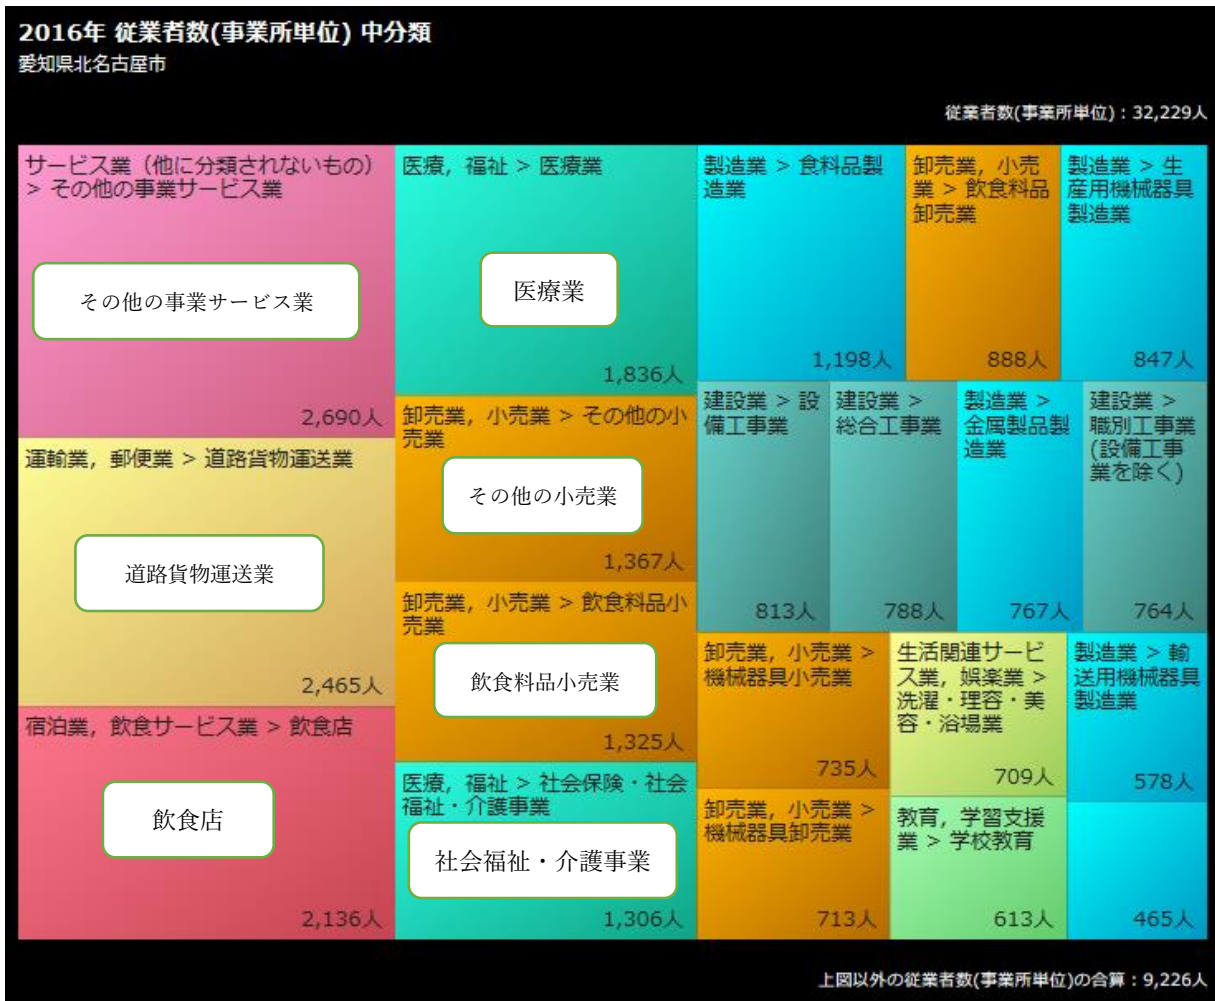 2016年 従業者数(事業所単位) 中分類
愛知県北名古屋市
従業者数(事業所単位) : 32,229人
サービス業（他に分類されないもの）
> その他の事業サービス業
その他の事業サービス業
2,690人
運輸業，郵便業 > 道路貨物運送業
道路貨物運送業
2,465人
宿泊業，飲食サービス業 > 飲食店
飲食店
2,136人
医療，福祉 > 医療業
医療業
1,836人
卸売業，小売業 > その他の小
売業
その他の小売業
1,367人
卸売業，小売業 > 飲食料品小
売業
飲食料品小売業
1,325人
医療，福祉 > 社会保険・社会
福祉・介護事業
社会福祉・介護事業
1,306人
製造業 > 食料品製
造業
1,198人
卸売業，小売
業 > 飲食料品
卸売業
888人
製造業 > 生
産用機械器具
製造業
847人
建設業 > 設
備工事業
813人
建設業 >
総合工事業
788人
製造業 >
金属製品製
造業
767人
建設業 >
職別工事業
(設備工事
業を除く)
764人
卸売業，小売業 >
機械器具小売業
735人
生活関連サービ
ス業，娯楽業 >
洗濯・理容・美
容・浴場業
709人
製造業 > 輸
送用機械器具
製造業
578人
卸売業，小売業 >
機械器具卸売業
713人
教育，学習支援
業 > 学校教育
613人
465人
上図以外の従業者数(事業所単位)の合算 : 9,226人